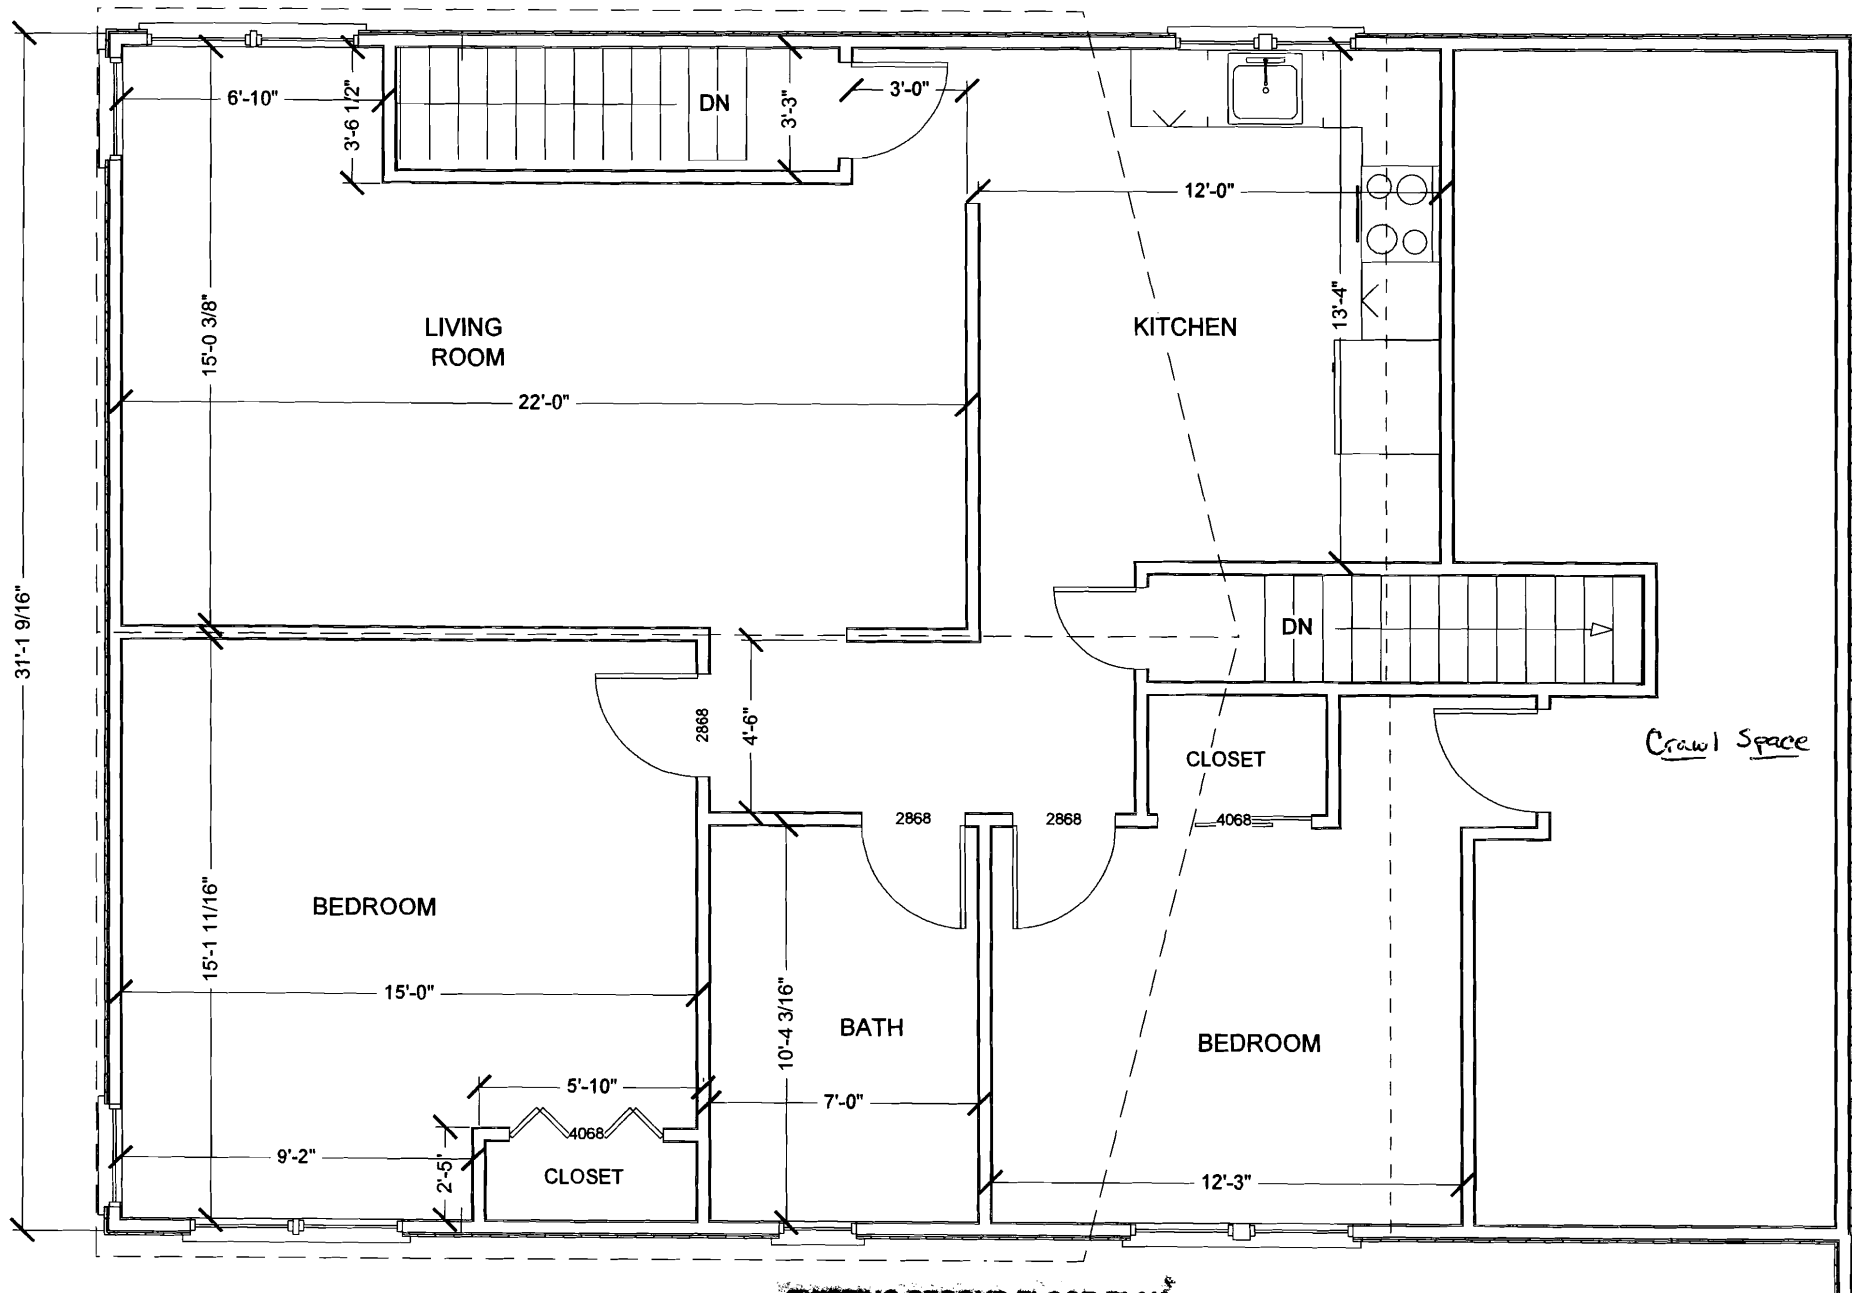 6'-10"
3'-6 1/2"
DN
3'-3"
3'-0"
12'-0"
15'-0 3/8"
LIVING
ROOM
KITCHEN
13'-4"
22'-0"
31'-1 9/16"
DN
2868
4'-6"
CLOSET
Crawl Space
2868
2868
4068
BEDROOM
15'-1 11/16"
15'-0"
10'-4 3/16"
BATH
BEDROOM
5'-10"
7'-0"
4068
9'-2"
2'-5"
CLOSET
12'-3"